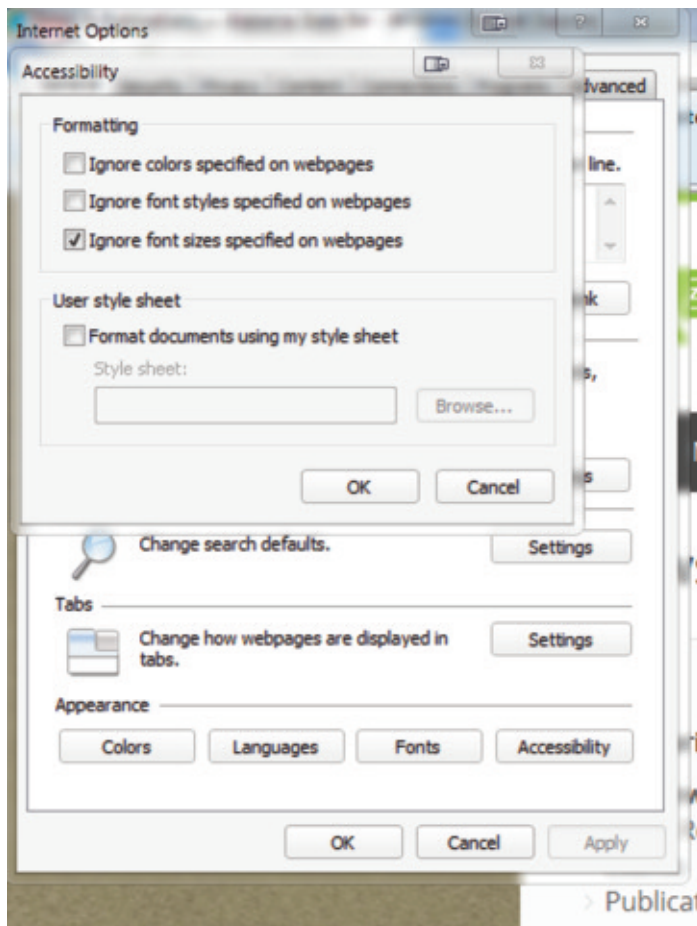 Internet Options
Accessibility
Advanced
Formatting
Ignore colors specified on webpages
line.
Ignore font styles specified on webpages
Ignore font sizes specified on webpages
User style sheet
Format documents using my style sheet
Style sheet:
Browse...
OK
Cancel
Change search defaults.
Settings
Tabs
Change how webpages are displayed in
tabs.
Settings
Appearance
Colors
Languages
Fonts
Accessibility
OK
Cancel
Apply